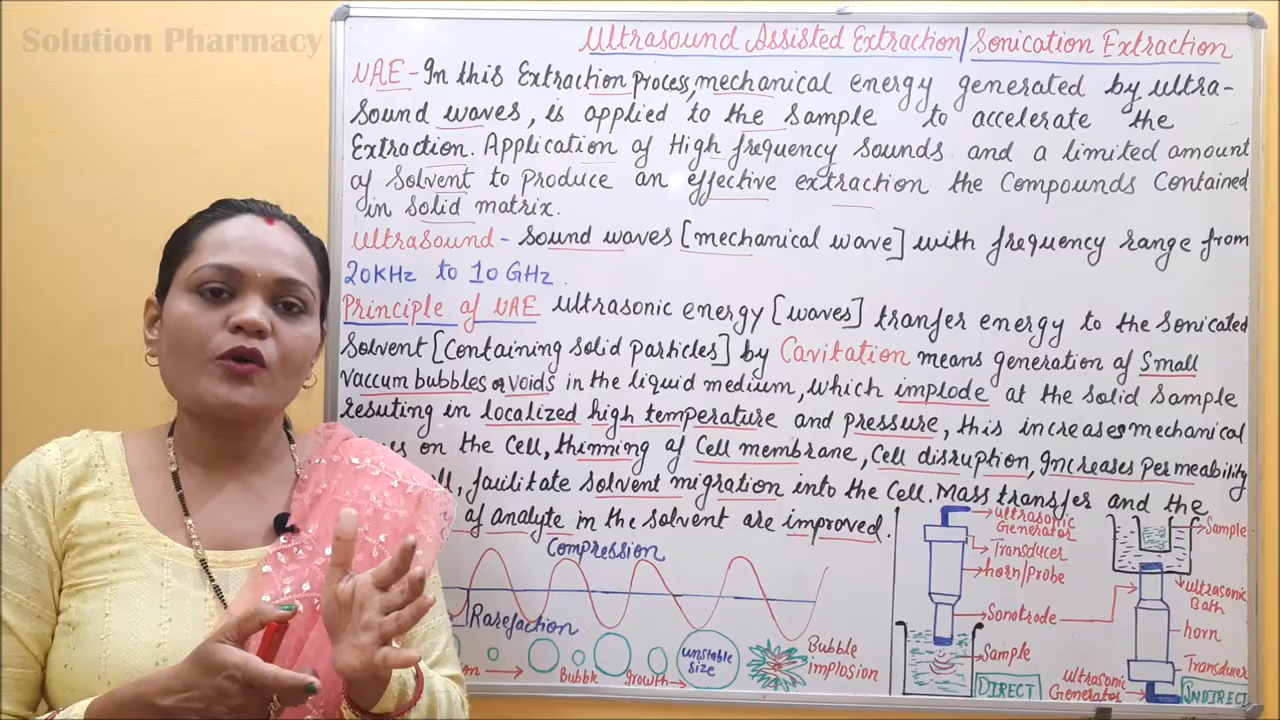 Solution Pharmacy
Ultrasound Assisted Extraction/Sonication Extraction
UAE - In this Extraction process, mechanical energy generated by ultra-
Sound waves, is applied to the sample to accelerate the
Extraction. Application of High frequency sounds and a limited amount
of Solvent to produce an effective extraction the Compounds Contained
in solid matrix.
Ultrasound - Sound waves [mechanical wave] with frequency range from
20KHz to 10 GHz.
Principle of UAE Ultrasonic energy [waves] tranfer energy to the Sonicated
Solvent [Containing solid particles] by Cavitation means generation of Small
Vaccum bubbles or voids in the liquid medium, which implode at the solid sample
resuting in localized high temperature and pressure, this increases mechanical
on the Cell, thinning of Cell membrane, Cell disruption, Increases Permeability
facilitate solvent migration into the Cell. Mass transfer and the
of analyte in the solvent are improved.
Compression
Rarefaction
Bubble Growth
unstable size
Bubble Implosion
ultrasonic Generator
Transducer
horn/Probe
Sonotrode
Sample
DIRECT
Sample
ultrasonic Bath
horn
Transducer
ultrasonic Generator
INDIRECT